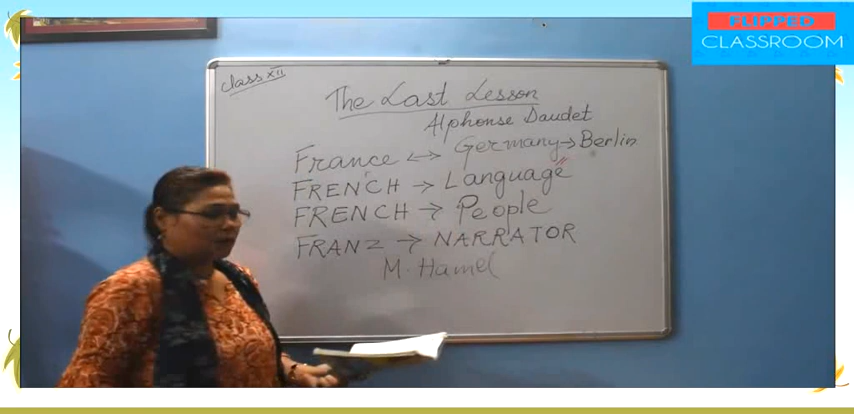 FLIPPED
CLASSROOM
Class XII
The Last Lesson
Alphonse Daudet
France ↔ Germany → Berlin
FRENCH → Language
FRENCH → People
FRANZ → NARRATOR
M. Hamel